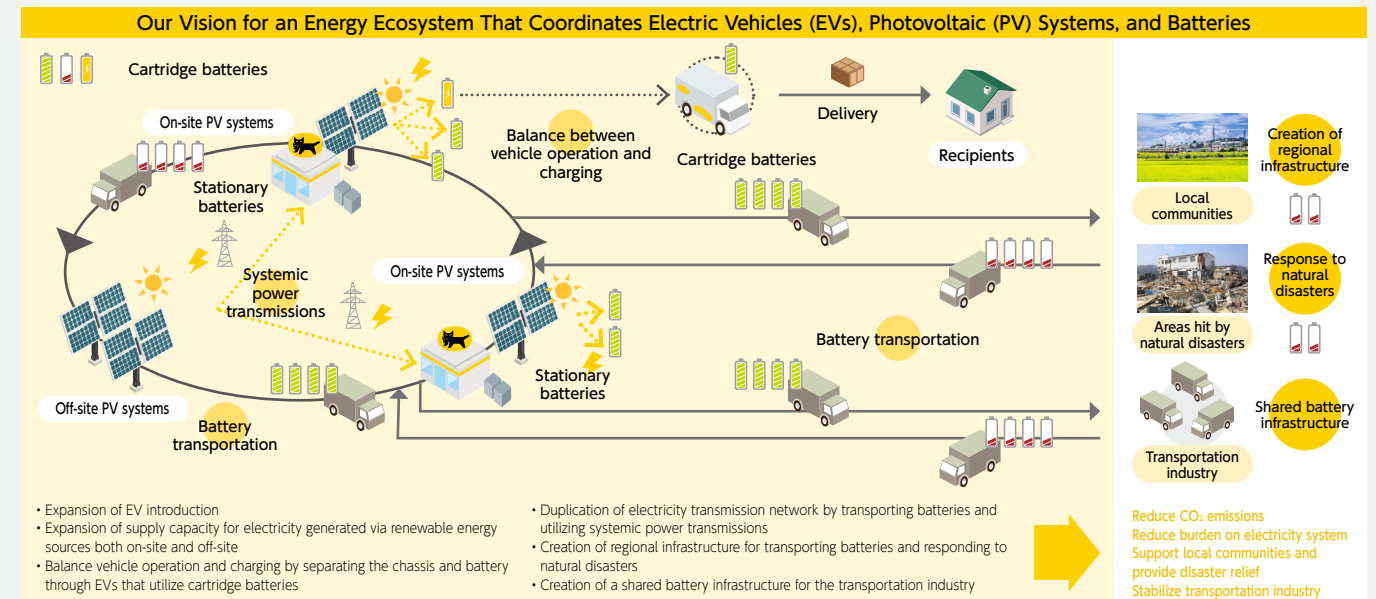 Our Vision for an Energy Ecosystem That Coordinates Electric Vehicles (EVs), Photovoltaic (PV) Systems, and Batteries
Cartridge batteries
On-site PV systems
Stationary
batteries
Balance between
vehicle operation and
charging
Cartridge batteries
Delivery
Recipients
Systemic
power
transmissions
On-site PV systems
Stationary
batteries
Off-site PV systems
Battery
transportation
Battery transportation
Local
communities
Creation of
regional
infrastructure
Areas hit by
natural disasters
Response to
natural
disasters
Transportation
industry
Shared battery
infrastructure
• Expansion of EV introduction
• Expansion of supply capacity for electricity generated via renewable energy
sources both on-site and off-site
• Balance vehicle operation and charging by separating the chassis and battery
through EVs that utilize cartridge batteries
• Duplication of electricity transmission network by transporting batteries and
utilizing systemic power transmissions
• Creation of regional infrastructure for transporting batteries and responding to
natural disasters
• Creation of a shared battery infrastructure for the transportation industry
Reduce CO₂ emissions
Reduce burden on electricity system
Support local communities and
provide disaster relief
Stabilize transportation industry